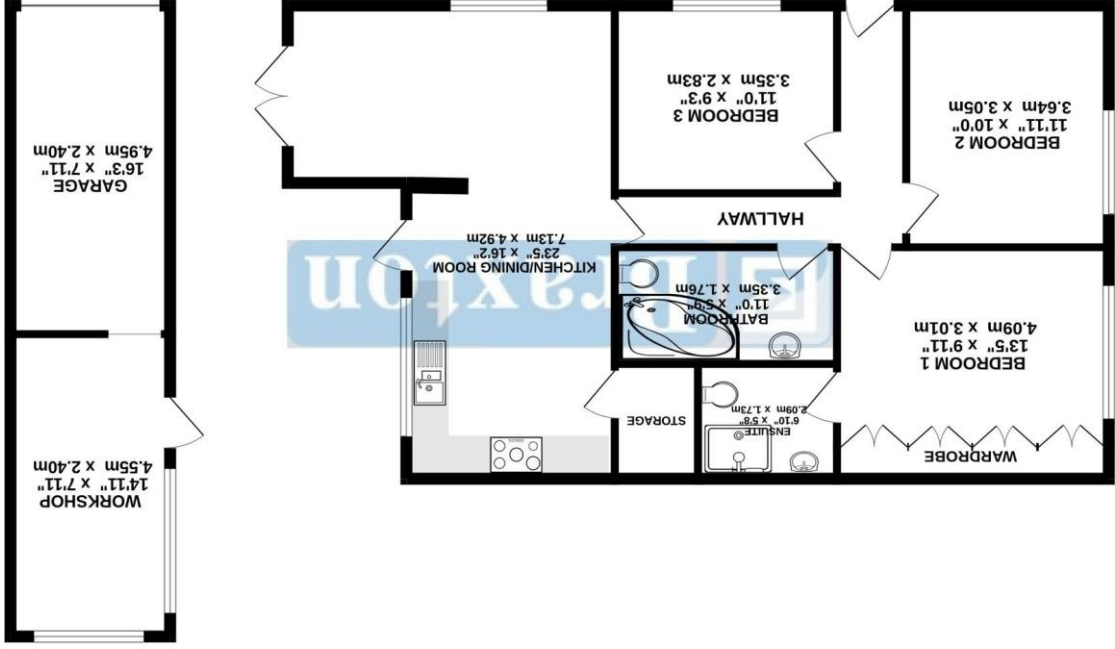 WARDROBE
BEDROOM 1
13'5" x 9'11"
4.09m x 3.01m
BEDROOM 2
11'11" x 10'0"
3.64m x 3.05m
ENSUITE
6'10" x 5'8"
2.09m x 1.73m
STORAGE
BATHROOM
11'0" x 5'9"
3.35m x 1.76m
HALLWAY
BEDROOM 3
11'0" x 9'3"
3.35m x 2.83m
KITCHEN/DINING ROOM
23'5" x 16'2"
7.13m x 4.92m
Braxton
WORKSHOP
14'11" x 7'11"
4.55m x 2.40m
GARAGE
16'3" x 7'11"
4.95m x 2.40m